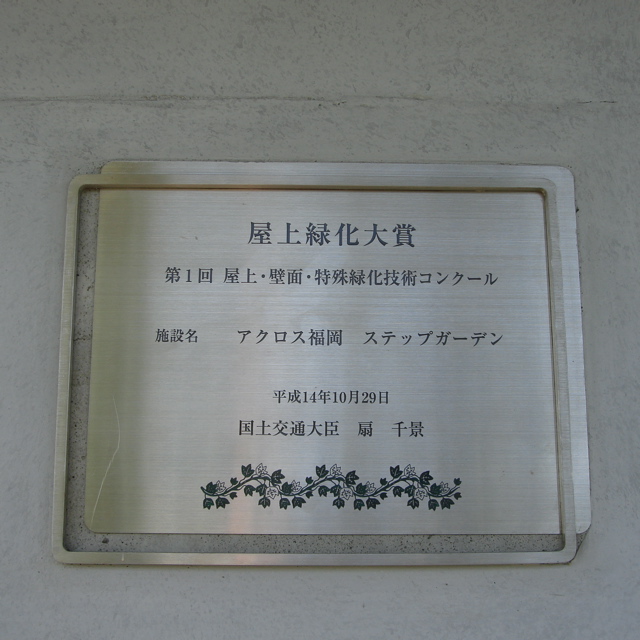 屋上緑化大賞
第1回 屋上・壁面・特殊緑化技術コンクール
施設名　アクロス福岡　ステップガーデン
平成14年10月29日
国土交通大臣　扇　千景